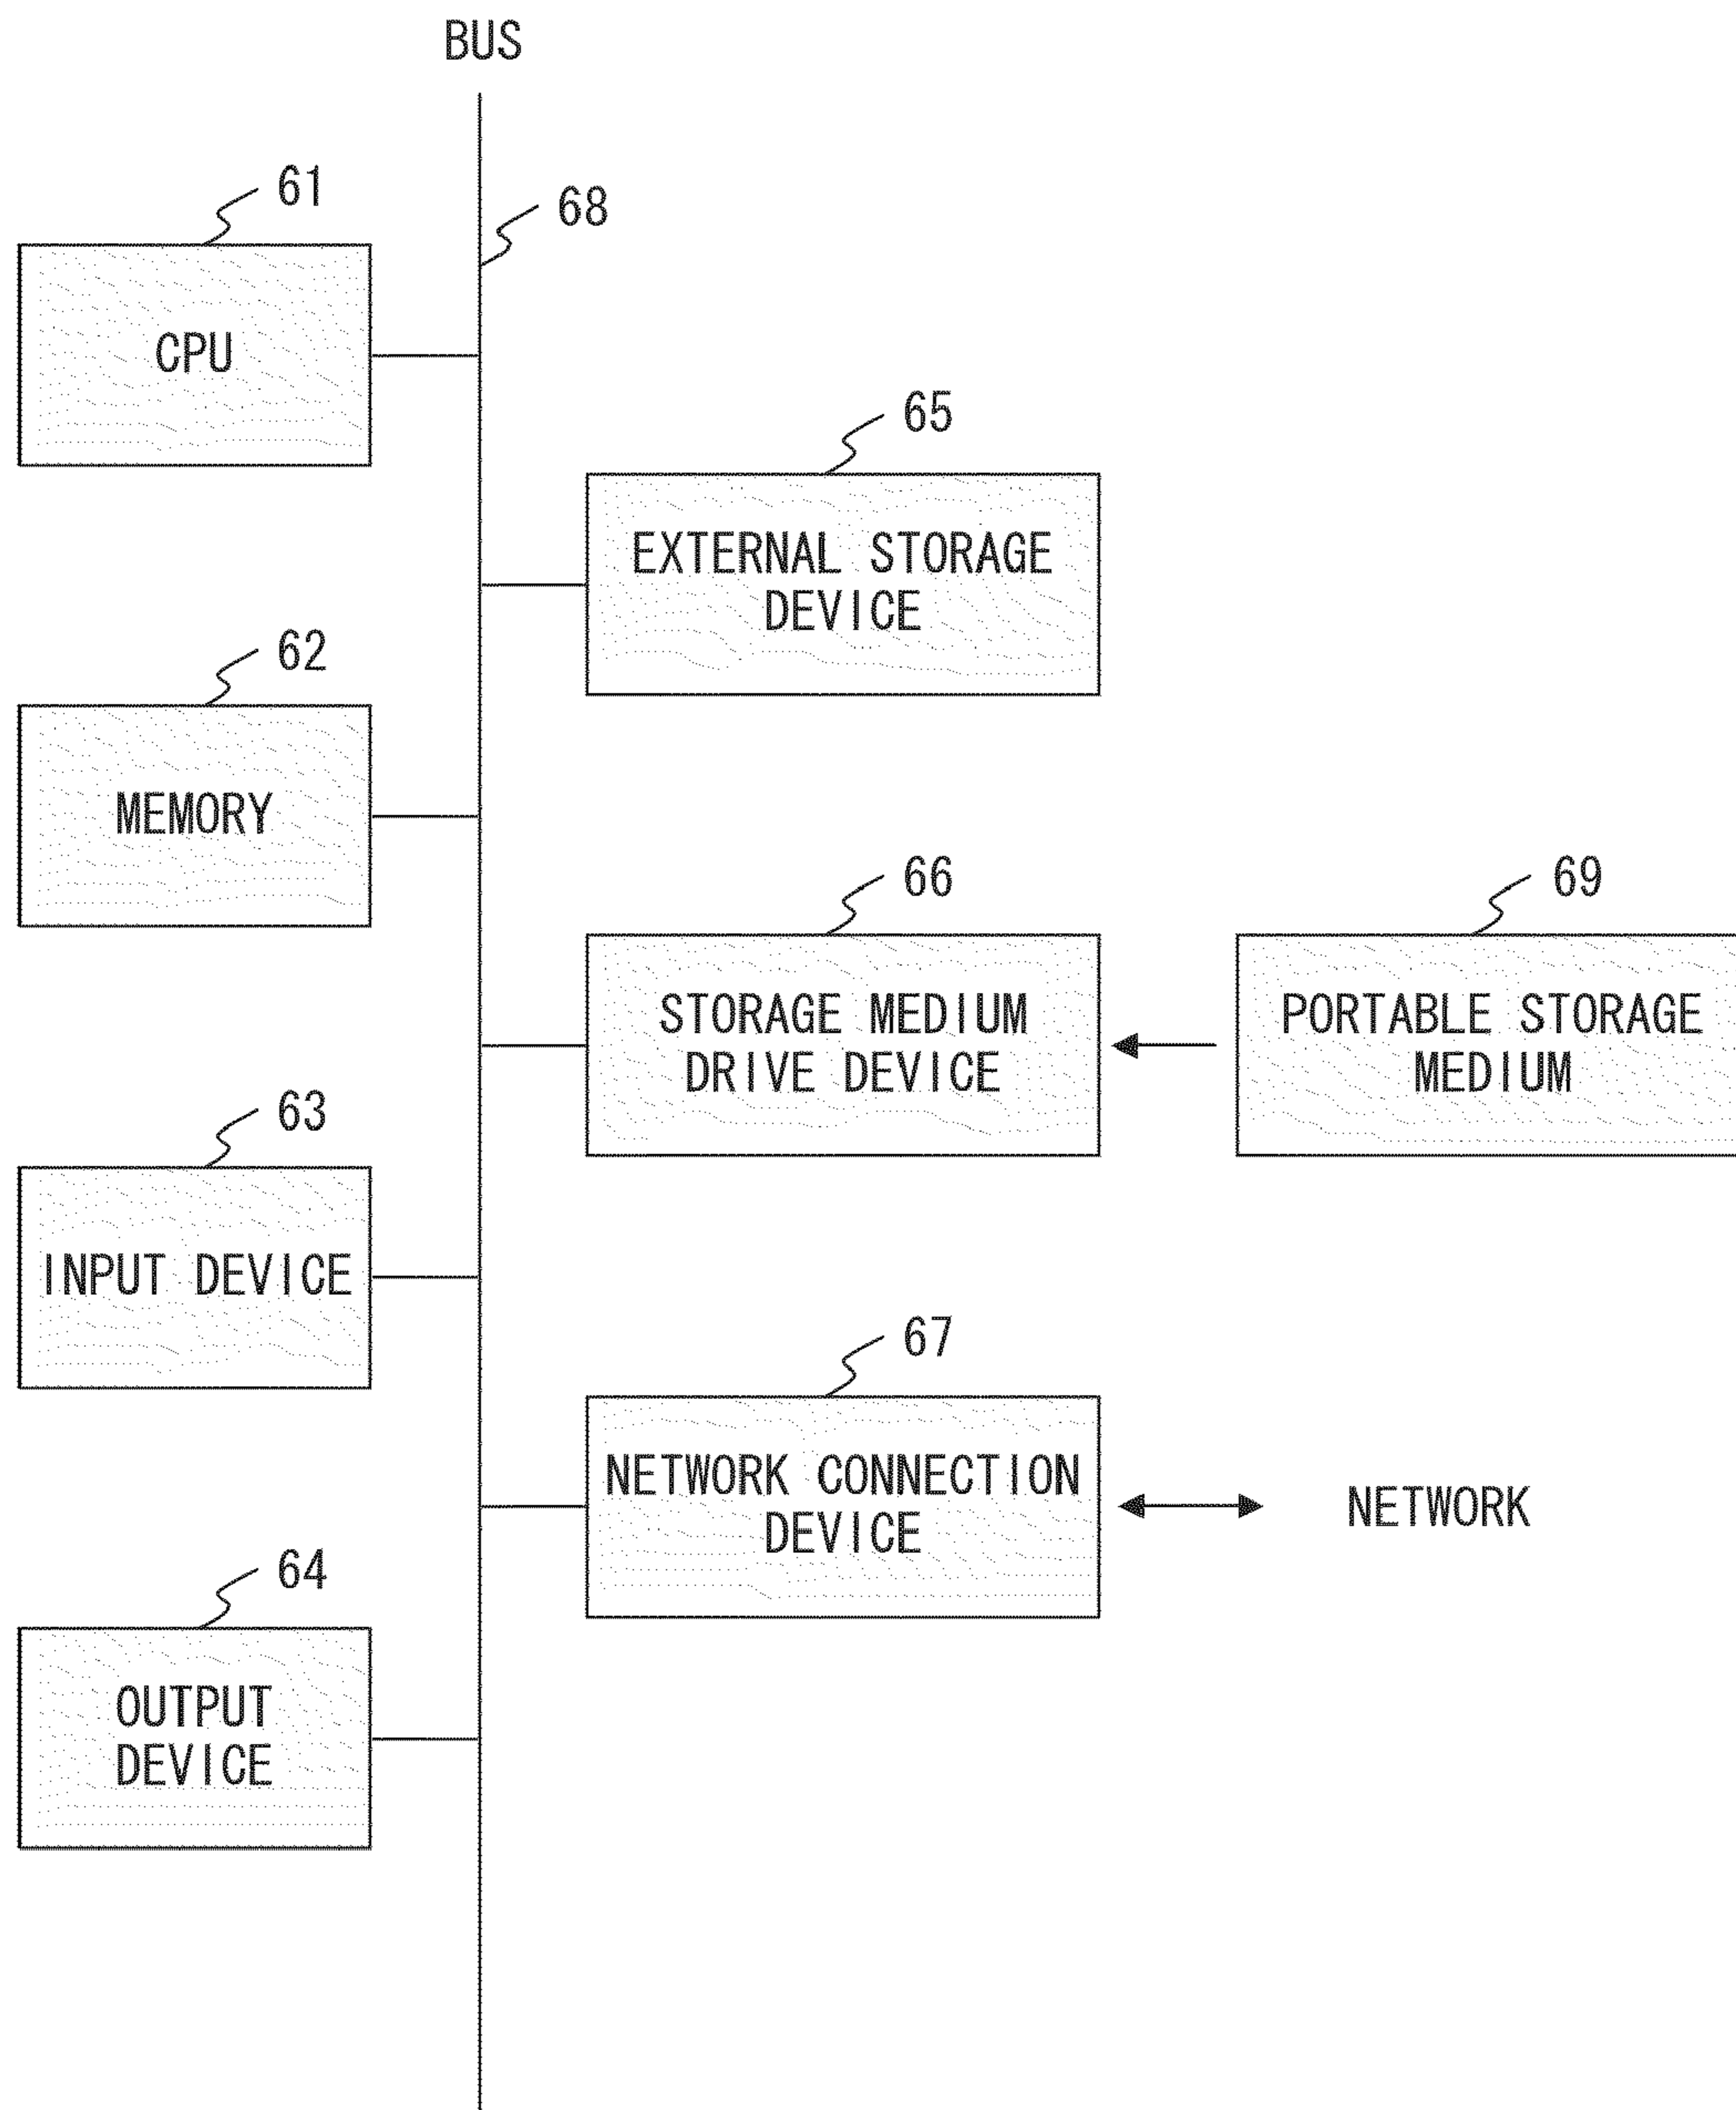 BUS
61
68
CPU
65
EXTERNAL STORAGE
DEVICE
62
MEMORY
66
69
STORAGE MEDIUM
DRIVE DEVICE
PORTABLE STORAGE
MEDIUM
63
INPUT DEVICE
67
NETWORK CONNECTION
DEVICE
NETWORK
64
OUTPUT
DEVICE